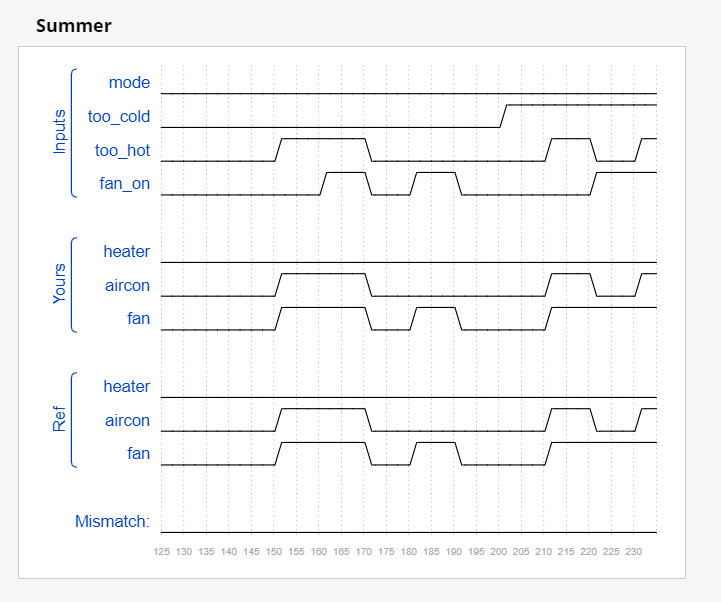 Summer
Inputs
mode
too_cold
too_hot
fan_on
Yours
heater
aircon
fan
Ref
heater
aircon
fan
Mismatch:
125 130 135 140 145 150 155 160 165 170 175 180 185 190 195 200 205 210 215 220 225 230